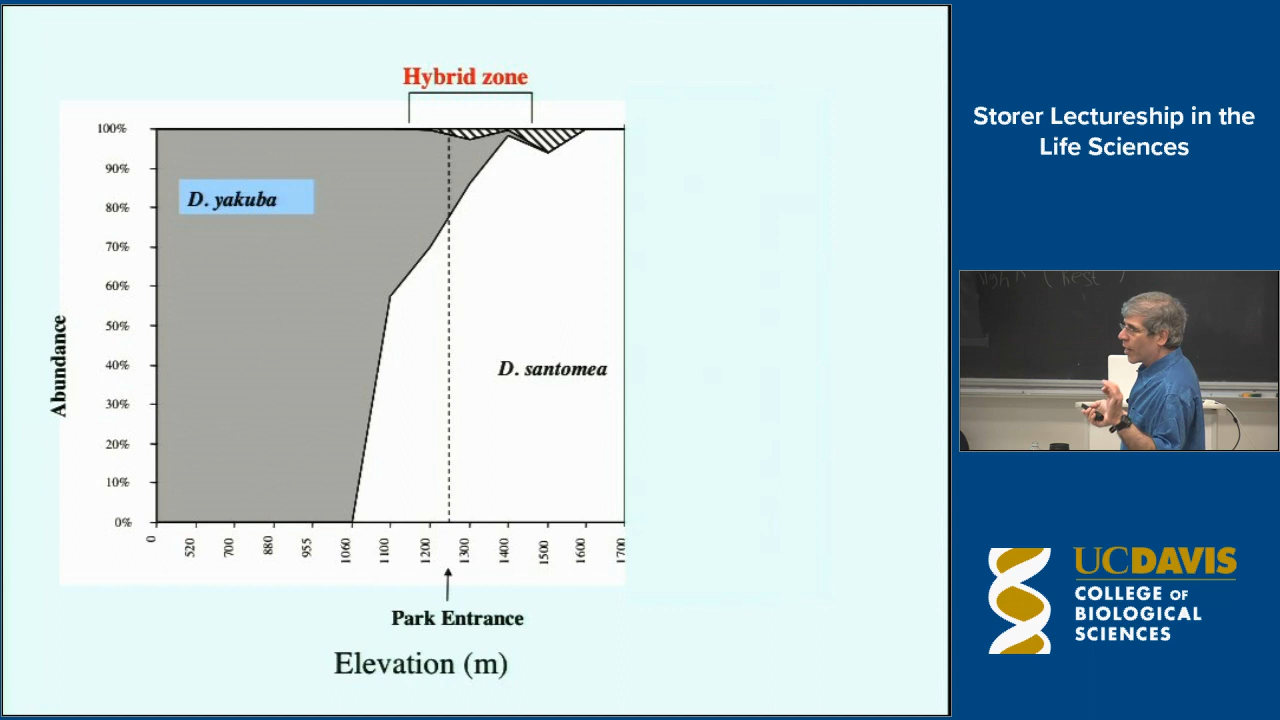 Hybrid zone
100%
90%
80%
70%
60%
50%
40%
30%
20%
10%
0%
Abundance
D. yakuba
D. santomea
0
520
700
880
955
1060
1100
1200
1300
1400
1500
1600
1700
Park Entrance
Elevation (m)
Storer Lectureship in the
Life Sciences
UCDAVIS
COLLEGE OF
BIOLOGICAL
SCIENCES